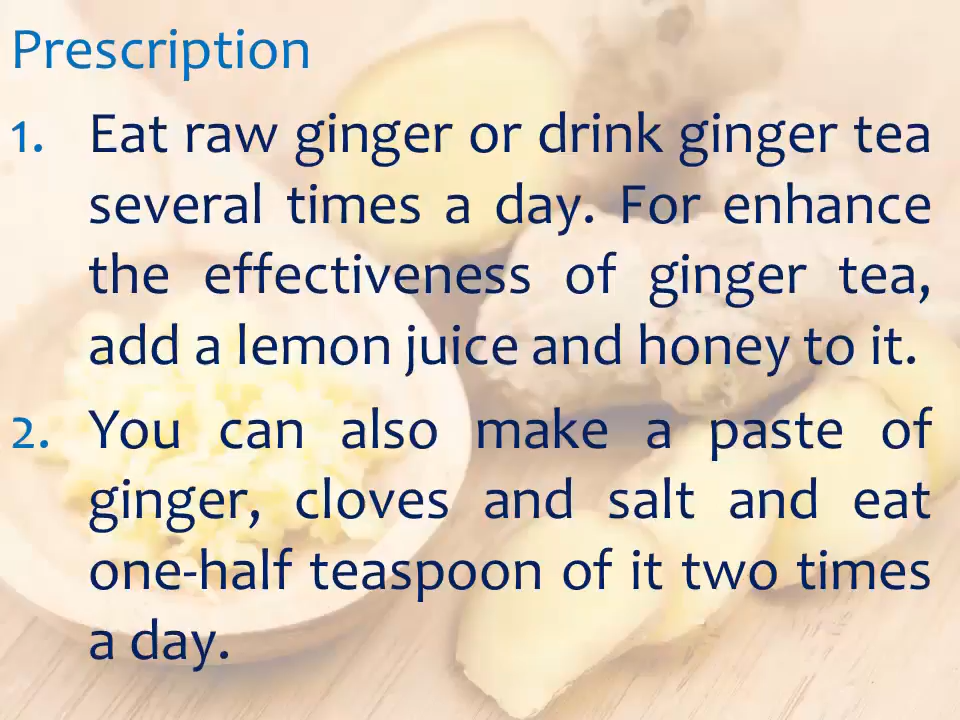 Prescription
1. Eat raw ginger or drink ginger tea
several times a day. For enhance
the effectiveness of ginger tea,
add a lemon juice and honey to it.
2. You can also make a paste of
ginger, cloves and salt and eat
one-half teaspoon of it two times
a day.